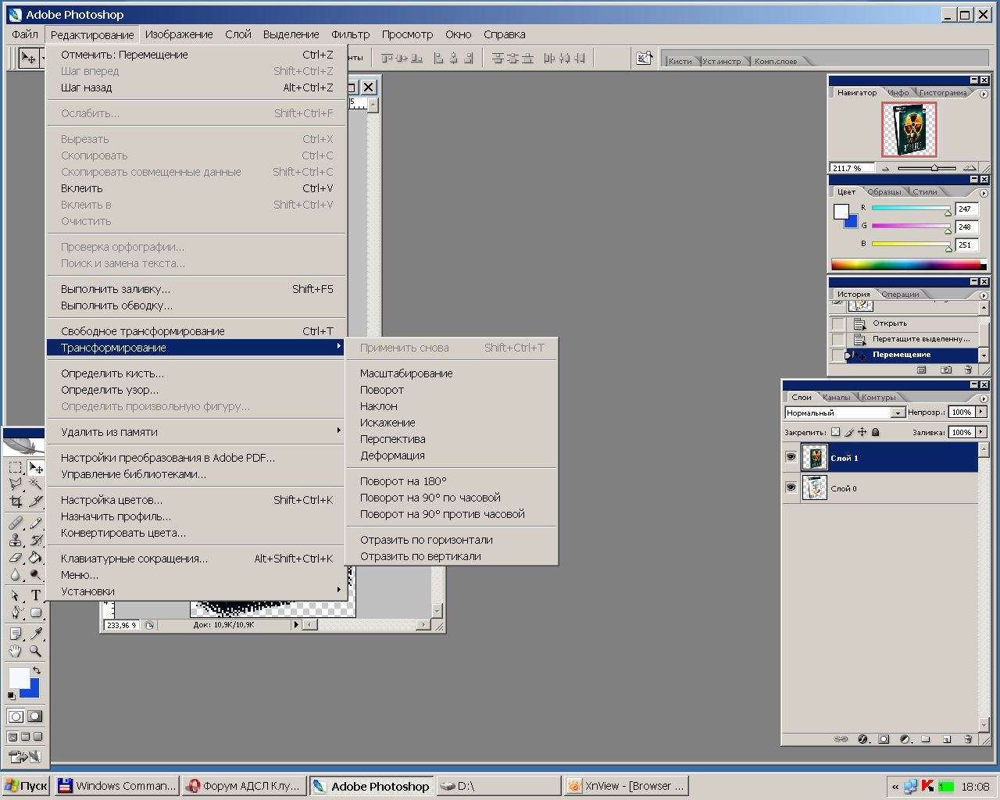 Adobe Photoshop
Файл Редактирование Изображение Слой Выделение Фильтр Просмотр Окно Справка
Кисти Уст.инстр Комп.слоев
Отменить: Перемещение Ctrl+Z
Шаг вперед Shift+Ctrl+Z
Шаг назад Alt+Ctrl+Z
Ослабить... Shift+Ctrl+F
Вырезать Ctrl+X
Скопировать Ctrl+C
Скопировать совмещенные данные Shift+Ctrl+C
Вклеить Ctrl+V
Вклеить в Shift+Ctrl+V
Очистить
Проверка орфографии...
Поиск и замена текста...
Выполнить заливку... Shift+F5
Выполнить обводку...
Свободное трансформирование Ctrl+T
Трансформирование
Определить кисть...
Определить узор...
Определить произвольную фигуру...
Удалить из памяти
Настройки преобразования в Adobe PDF...
Управление библиотеками...
Настройка цветов... Shift+Ctrl+K
Назначить профиль...
Конвертировать цвета...
Клавиатурные сокращения... Alt+Shift+Ctrl+K
Меню...
Установки
Применить снова Shift+Ctrl+T
Масштабирование
Поворот
Наклон
Искажение
Перспектива
Деформация
Поворот на 180°
Поворот на 90° по часовой
Поворот на 90° против часовой
Отразить по горизонтали
Отразить по вертикали
233,96 9 Док: 10,9K/10,9K
Навигатор Инфо Гистограмма
211.7 %
Цвет Образцы Стили
R 247
G 248
B 251
История Операции
Открыть
Перетащите выделенну...
Перемещение
Слои Каналы Контуры
Нормальный Непрозр.: 100%
Закрепить: Заливка: 100%
Слой 1
Слой 0
Пуск Windows Comman... Форум АДСЛ Клу... Adobe Photoshop D:\ XnView - [Browser ... « 18:08